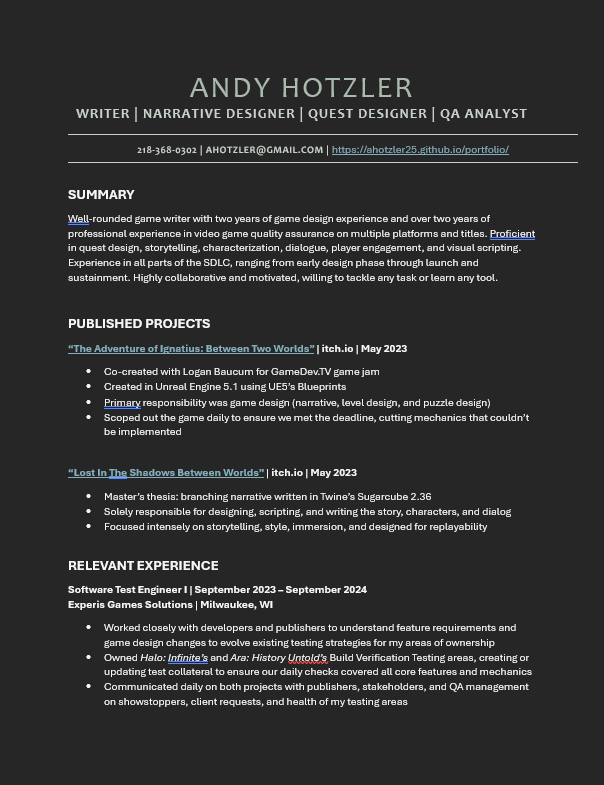 ANDY HOTZLER
WRITER | NARRATIVE DESIGNER | QUEST DESIGNER | QA ANALYST
218-368-0302 | AHOTZLER@GMAIL.COM | https://ahotzler25.github.io/portfolio/
SUMMARY
Well-rounded game writer with two years of game design experience and over two years of
professional experience in video game quality assurance on multiple platforms and titles. Proficient
in quest design, storytelling, characterization, dialogue, player engagement, and visual scripting.
Experience in all parts of the SDLC, ranging from early design phase through launch and
sustainment. Highly collaborative and motivated, willing to tackle any task or learn any tool.
PUBLISHED PROJECTS
“The Adventure of Ignatius: Between Two Worlds” | itch.io | May 2023
• Co-created with Logan Baucum for GameDev.TV game jam
• Created in Unreal Engine 5.1 using UE5’s Blueprints
• Primary responsibility was game design (narrative, level design, and puzzle design)
• Scoped out the game daily to ensure we met the deadline, cutting mechanics that couldn’t
be implemented
“Lost In The Shadows Between Worlds” | itch.io | May 2023
• Master’s thesis: branching narrative written in Twine’s Sugarcube 2.36
• Solely responsible for designing, scripting, and writing the story, characters, and dialog
• Focused intensely on storytelling, style, immersion, and designed for replayability
RELEVANT EXPERIENCE
Software Test Engineer I | September 2023 – September 2024
Experis Games Solutions | Milwaukee, WI
• Worked closely with developers and publishers to understand feature requirements and
game design changes to evolve existing testing strategies for my areas of ownership
• Owned Halo: Infinite’s and Ara: History Untold’s Build Verification Testing areas, creating or
updating test collateral to ensure our daily checks covered all core features and mechanics
• Communicated daily on both projects with publishers, stakeholders, and QA management
on showstoppers, client requests, and health of my testing areas